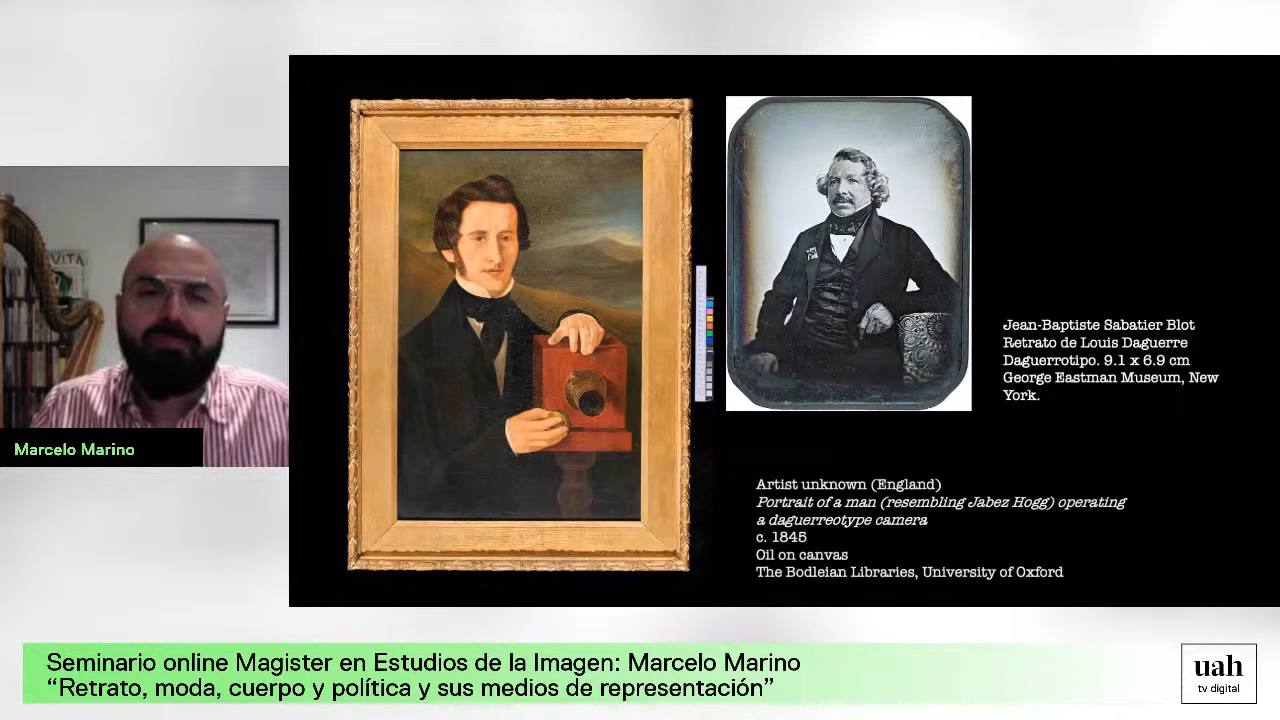 VITA
Marcelo Marino
Jean-Baptiste Sabatier Blot
Retrato de Louis Daguerre
Daguerrotipo. 9.1 x 6.9 cm
George Eastman Museum, New
York.
Artist unknown (England)
Portrait of a man (resembling Jabez Hogg) operating
a daguerreotype camera
c. 1845
Oil on canvas
The Bodleian Libraries, University of Oxford
Seminario online Magister en Estudios de la Imagen: Marcelo Marino
“Retrato, moda, cuerpo y política y sus medios de representación”
uah
tv digital